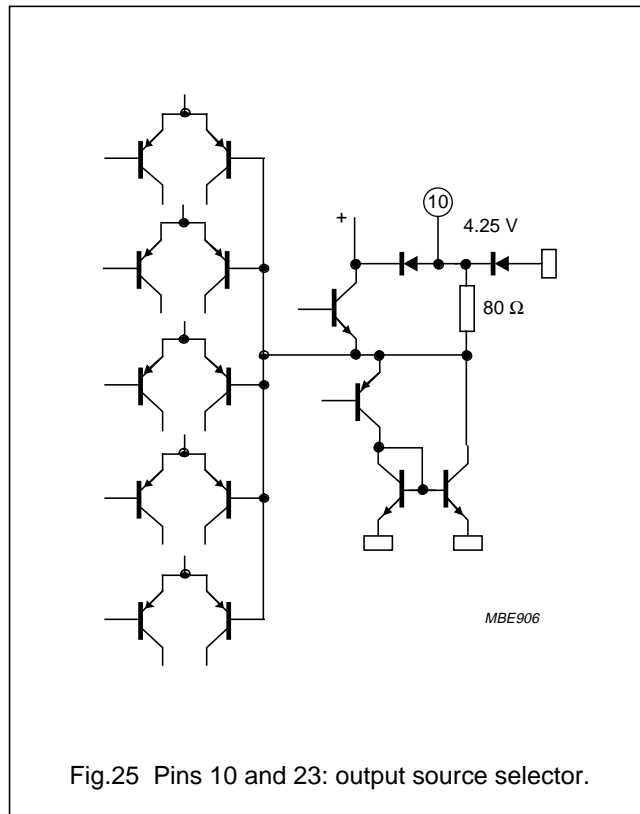 +
10
4.25 V
80 Ω
MBE906
Fig.25 Pins 10 and 23: output source selector.